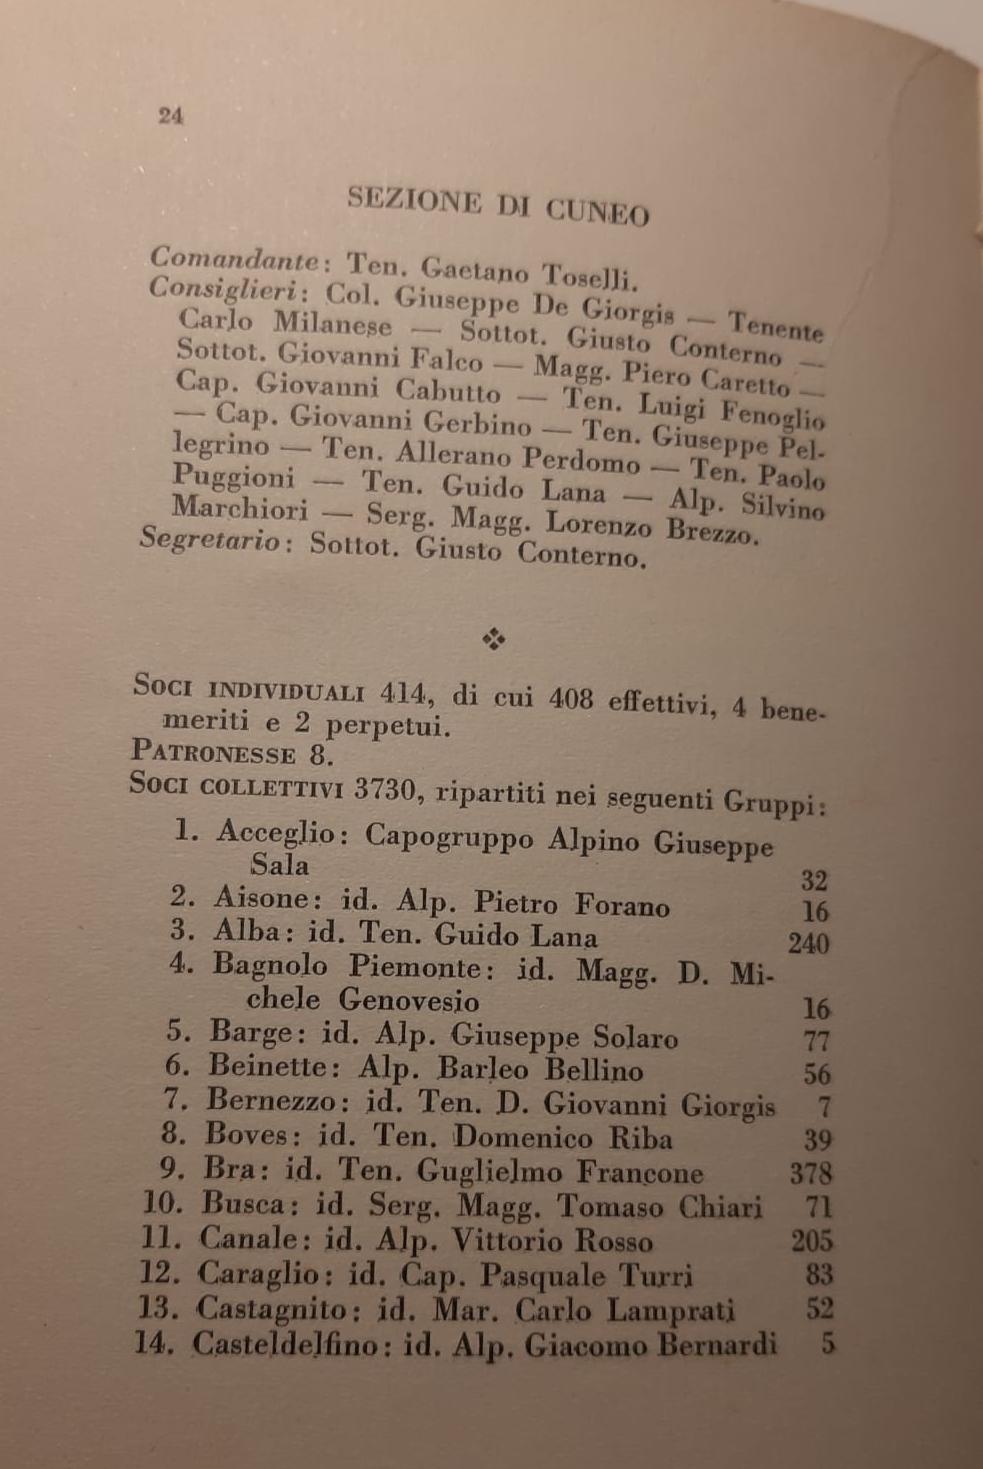 24
SEZIONE DI CUNEO
Comandante: Ten. Gaetano Toselli.
Consiglieri: Col. Giuseppe De Giorgis — Tenente
Carlo Milanese — Sottot. Giusto Conterno —
Sottot. Giovanni Falco — Magg. Piero Caretto —
Cap. Giovanni Cabutto — Ten. Luigi Fenoglio
— Cap. Giovanni Gerbino — Ten. Giuseppe Pel-
legrino — Ten. Allerano Perdomo — Ten. Paolo
Puggioni — Ten. Guido Lana — Alp. Silvino
Marchiori — Serg. Magg. Lorenzo Brezzo.
Segretario: Sottot. Giusto Conterno.
SOCI INDIVIDUALI 414, di cui 408 effettivi, 4 bene-
meriti e 2 perpetui.
PATRONESSE 8.
SOCI COLLETTIVI 3730, ripartiti nei seguenti Gruppi:
1. Acceglio: Capogruppo Alpino Giuseppe
Sala 32
2. Aisone: id. Alp. Pietro Forano 16
3. Alba: id. Ten. Guido Lana 240
4. Bagnolo Piemonte: id. Magg. D. Mi-
chele Genovesio 16
5. Barge: id. Alp. Giuseppe Solaro 77
6. Beinette: Alp. Barleo Bellino 56
7. Bernezzo: id. Ten. D. Giovanni Giorgis 7
8. Boves: id. Ten. Domenico Riba 39
9. Bra: id. Ten. Guglielmo Francone 378
10. Busca: id. Serg. Magg. Tomaso Chiari 71
11. Canale: id. Alp. Vittorio Rosso 205
12. Caraglio: id. Cap. Pasquale Turri 83
13. Castagnito: id. Mar. Carlo Lamprati 52
14. Casteldelfino: id. Alp. Giacomo Bernardi 5